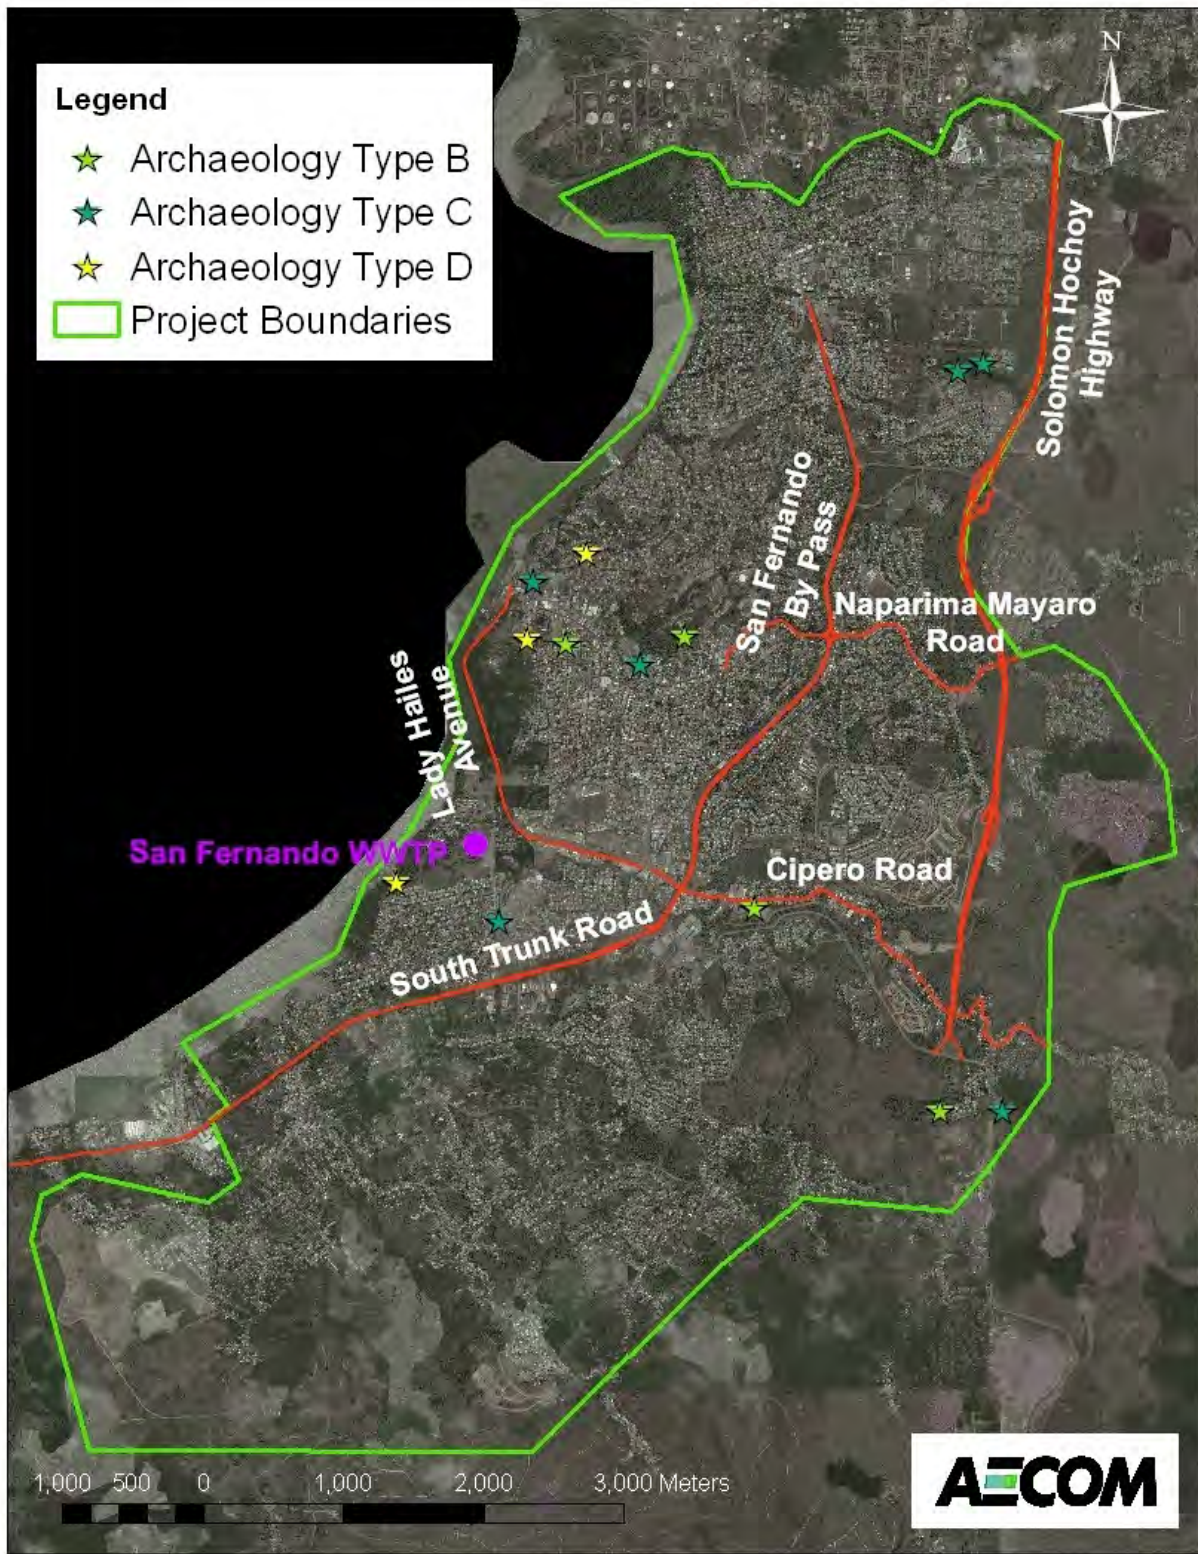 N
Legend
Archaeology Type B
Archaeology Type C
Archaeology Type D
Project Boundaries
Solomon Hochoy
Highway
San Fernando
By Pass
Naparima Mayaro
Road
Lady Hailes
Avenue
San Fernando WWTP
Cipero Road
South Trunk Road
1,000 500 0 1,000 2,000 3,000 Meters
AECOM